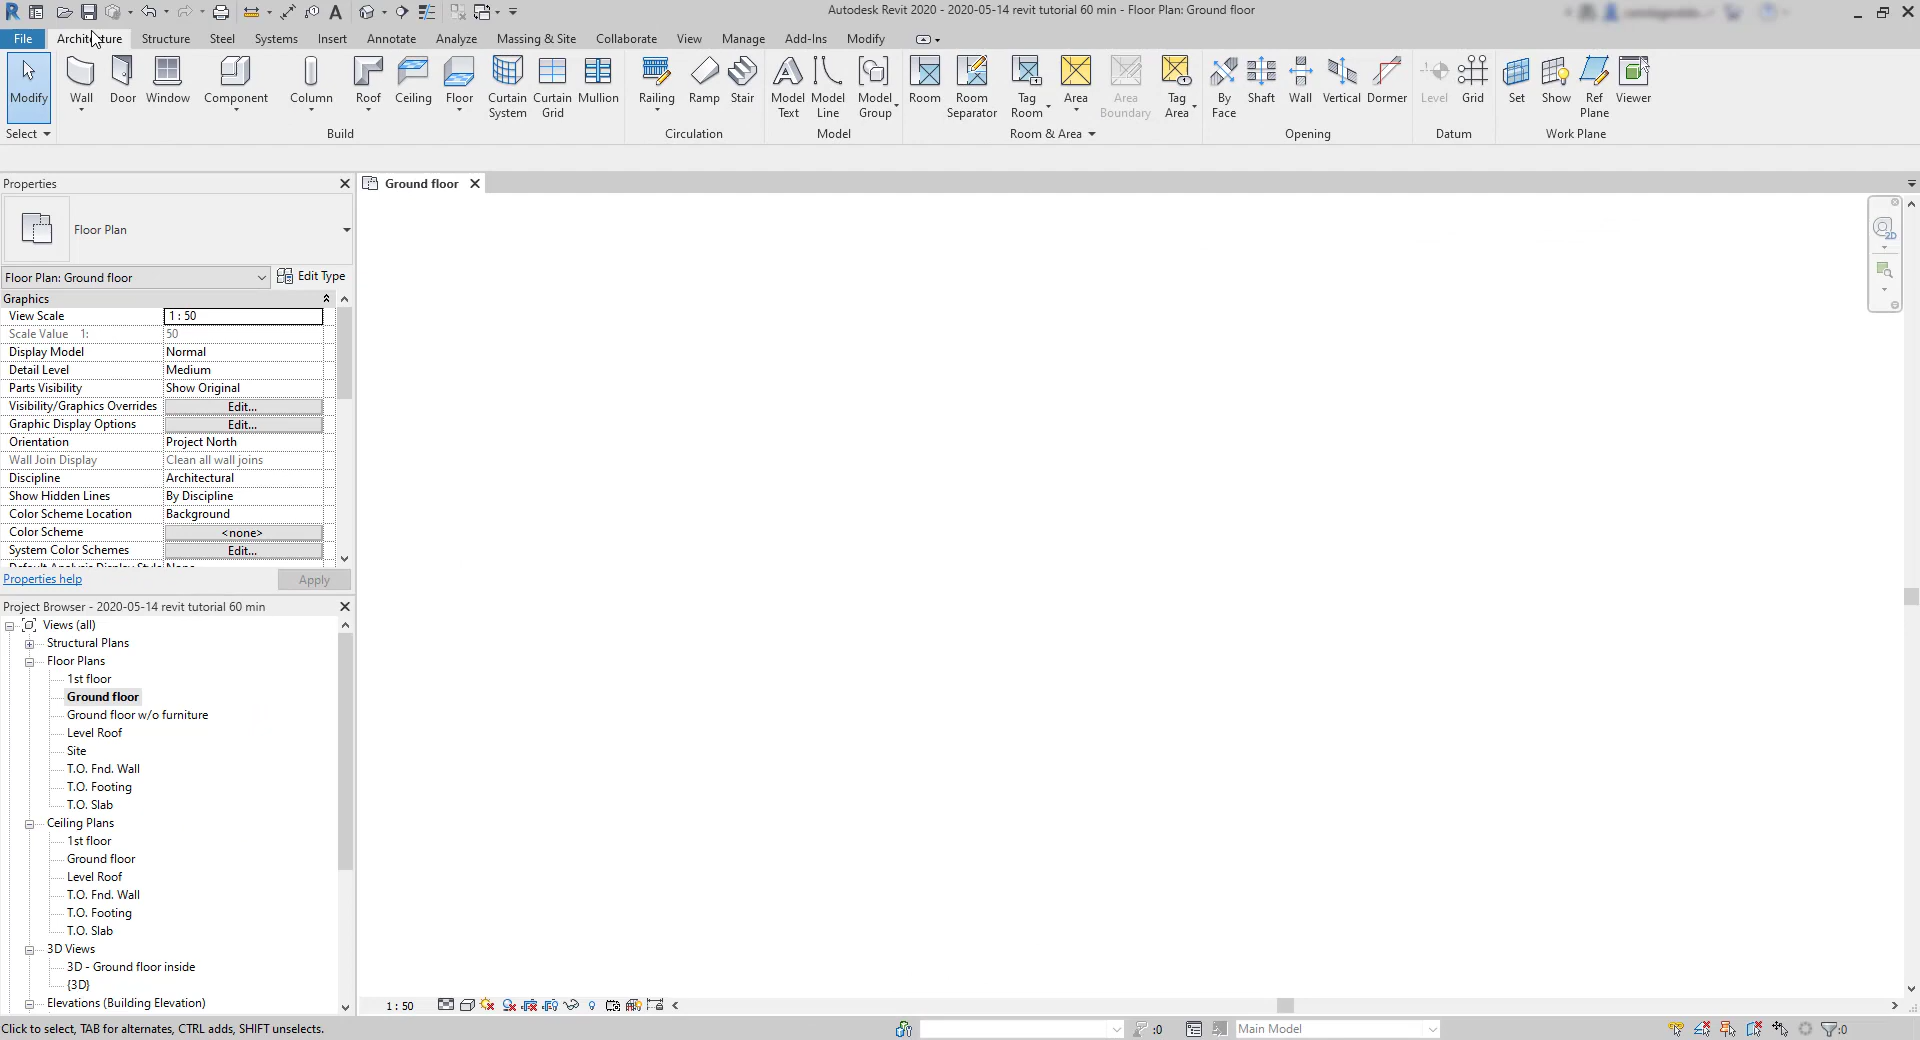 Autodesk Revit 2020 - 2020-05-14 revit tutorial 60 min - Floor Plan: Ground floor
File Architecture Structure Steel Systems Insert Annotate Analyze Massing & Site Collaborate View Manage Add-Ins Modify
Modify Wall Door Window Component Column Roof Ceiling Floor Curtain System Curtain Grid Mullion Railing Ramp Stair Model Text Model Line Model Group Room Room Separator Tag Room Area Area Boundary Tag Area By Face Shaft Wall Vertical Dormer Level Grid Set Show Ref Plane Viewer
Select Build Circulation Model Room & Area Opening Datum Work Plane
Properties
Ground floor
Floor Plan
Floor Plan: Ground floor Edit Type
Graphics
View Scale 1 : 50
Scale Value 1: 50
Display Model Normal
Detail Level Medium
Parts Visibility Show Original
Visibility/Graphics Overrides Edit...
Graphic Display Options Edit...
Orientation Project North
Wall Join Display Clean all wall joins
Discipline Architectural
Show Hidden Lines By Discipline
Color Scheme Location Background
Color Scheme <none>
System Color Schemes Edit...
Default Analysis Display Style None
Properties help Apply
Project Browser - 2020-05-14 revit tutorial 60 min
Views (all)
Structural Plans
Floor Plans
1st floor
Ground floor
Ground floor w/o furniture
Level Roof
Site
T.O. Fnd. Wall
T.O. Footing
T.O. Slab
Ceiling Plans
1st floor
Ground floor
Level Roof
T.O. Fnd. Wall
T.O. Footing
T.O. Slab
3D Views
3D - Ground floor inside
{3D}
Elevations (Building Elevation)
2D
1 : 50
Click to select, TAB for alternates, CTRL adds, SHIFT unselects.
:0
Main Model
:0